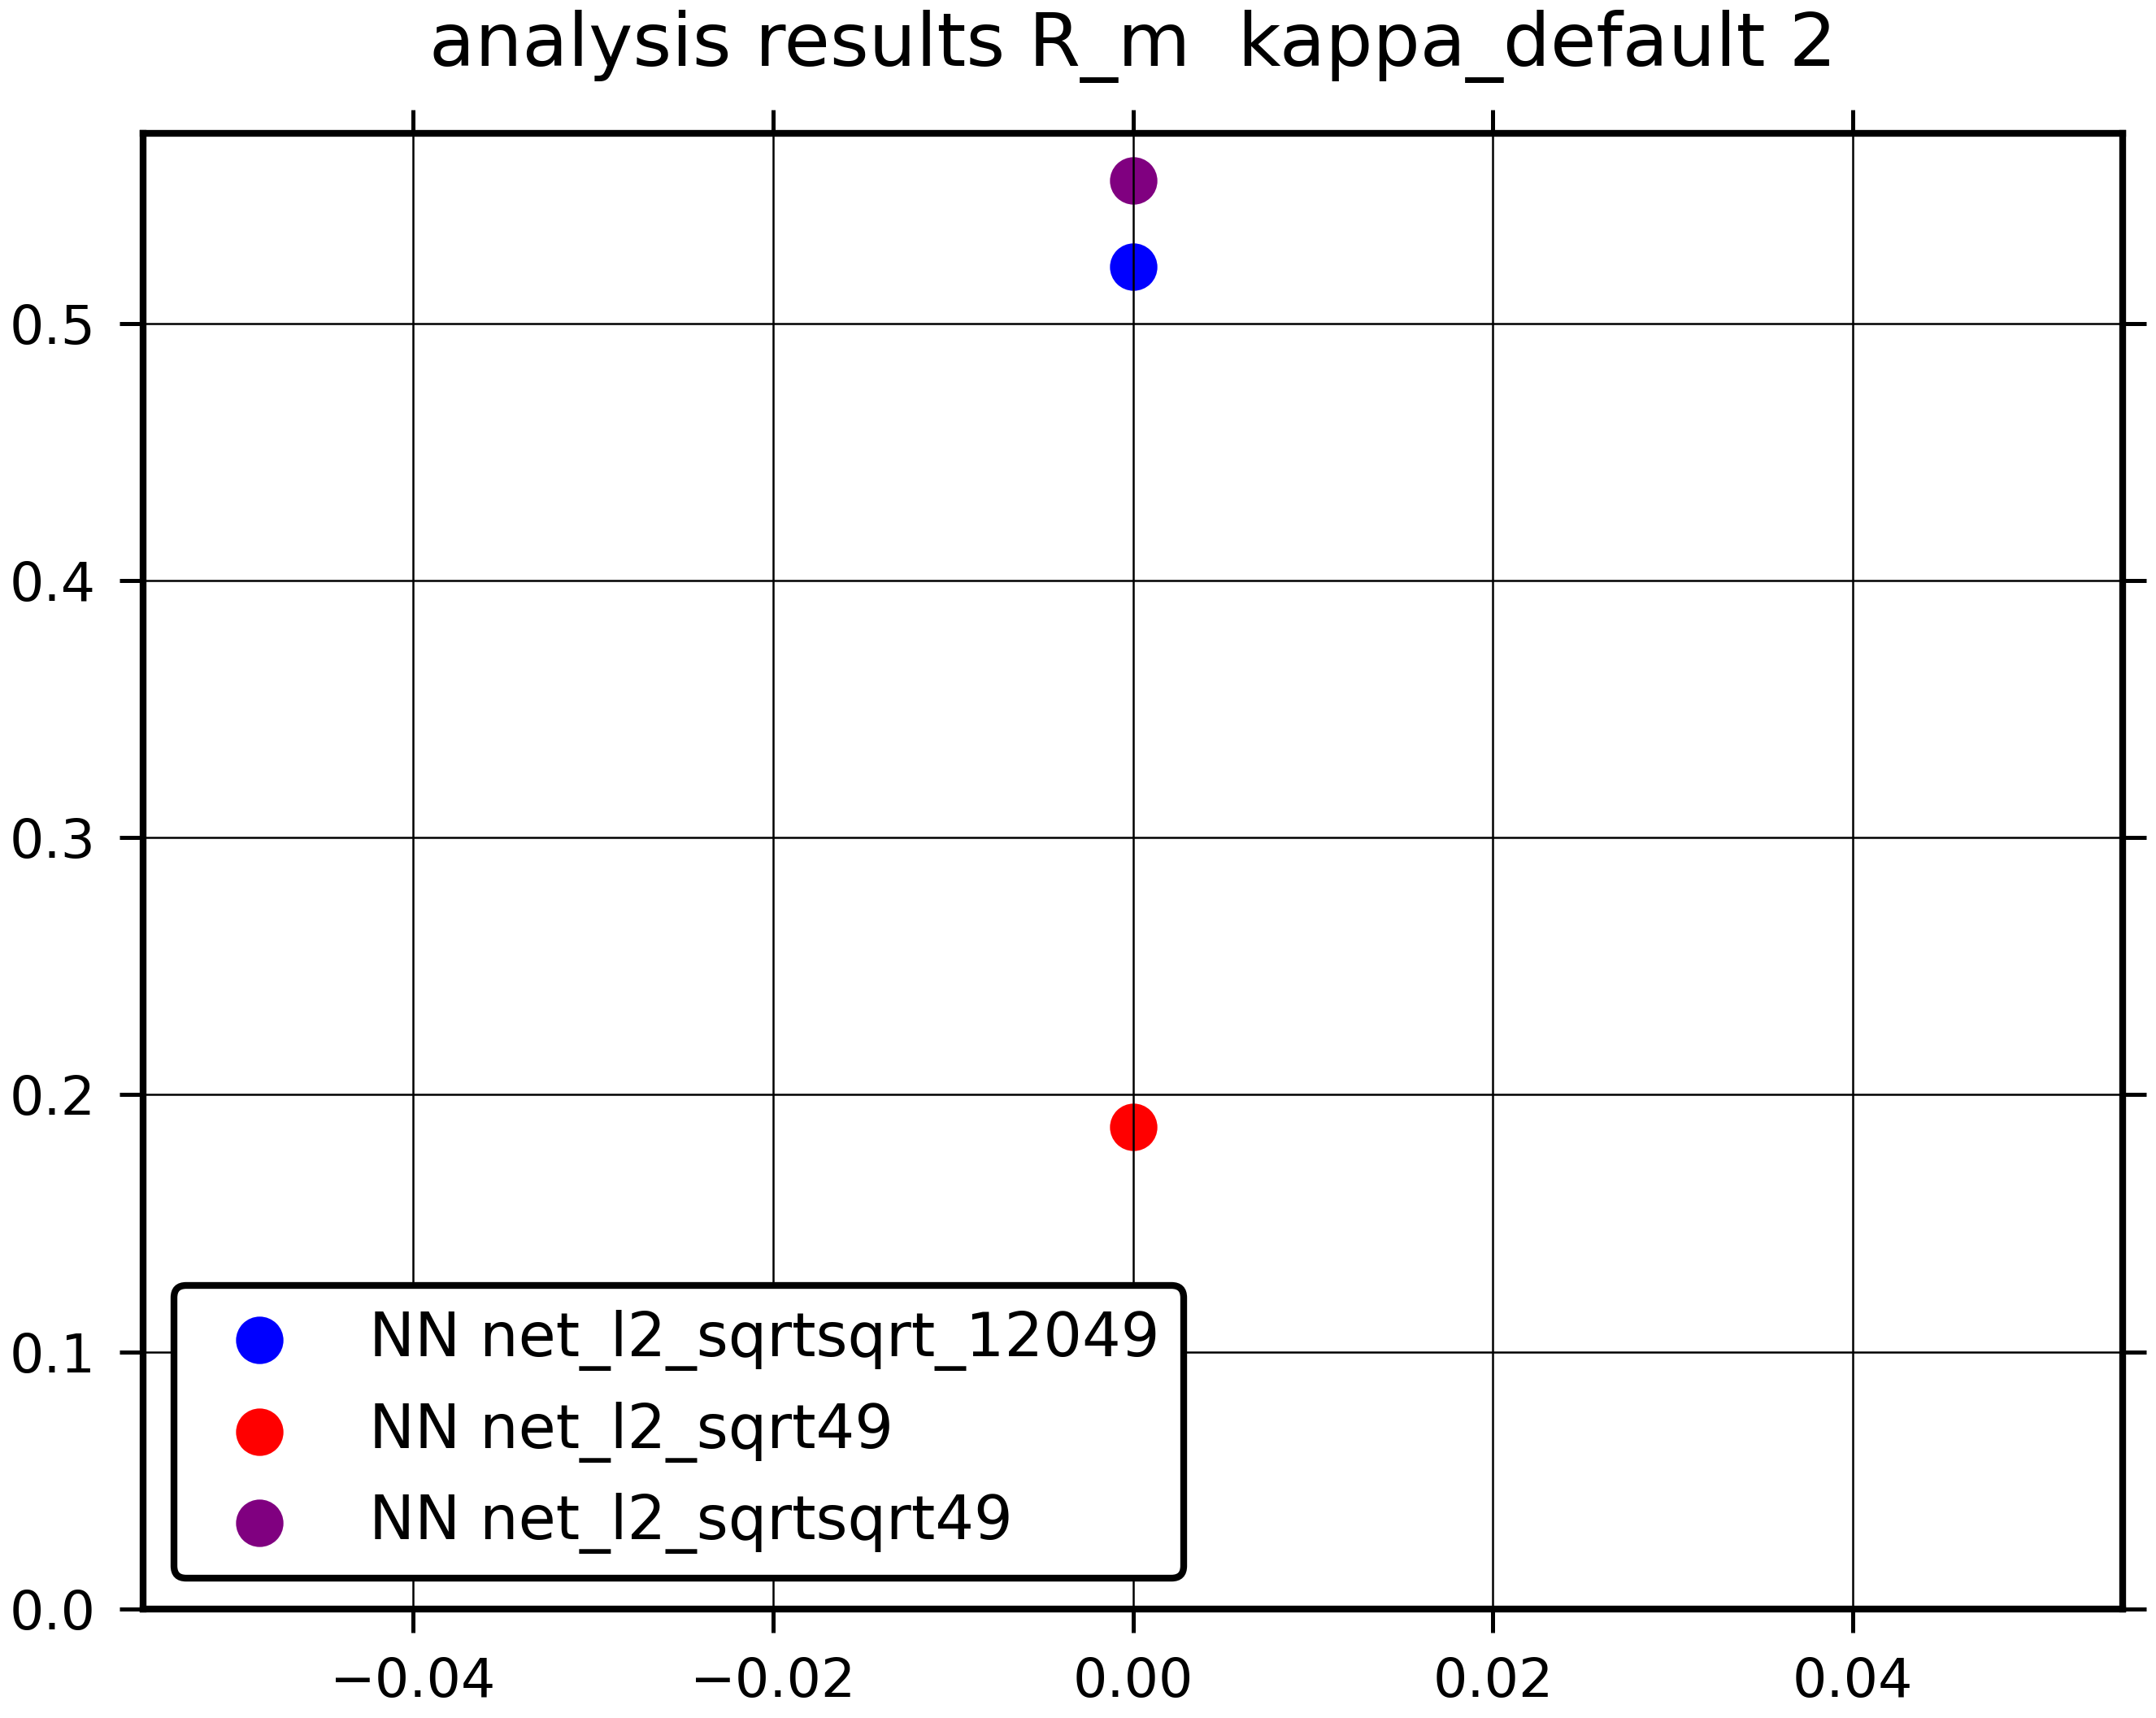 analysis results R_m  kappa_default 2
0.5
0.4
0.3
0.2
0.1
0.0
NN net_l2_sqrtsqrt_12049
NN net_l2_sqrt49
NN net_l2_sqrtsqrt49
−0.04 −0.02 0.00 0.02 0.04